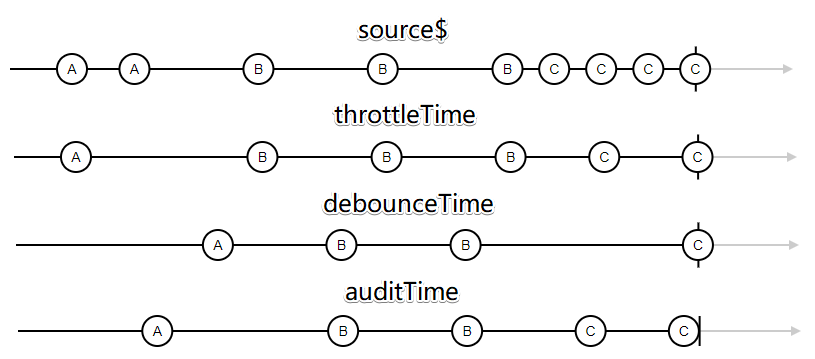 source$
A A B B B C C C C
throttleTime
A B B B C C
debounceTime
A B B C
auditTime
A B B C C